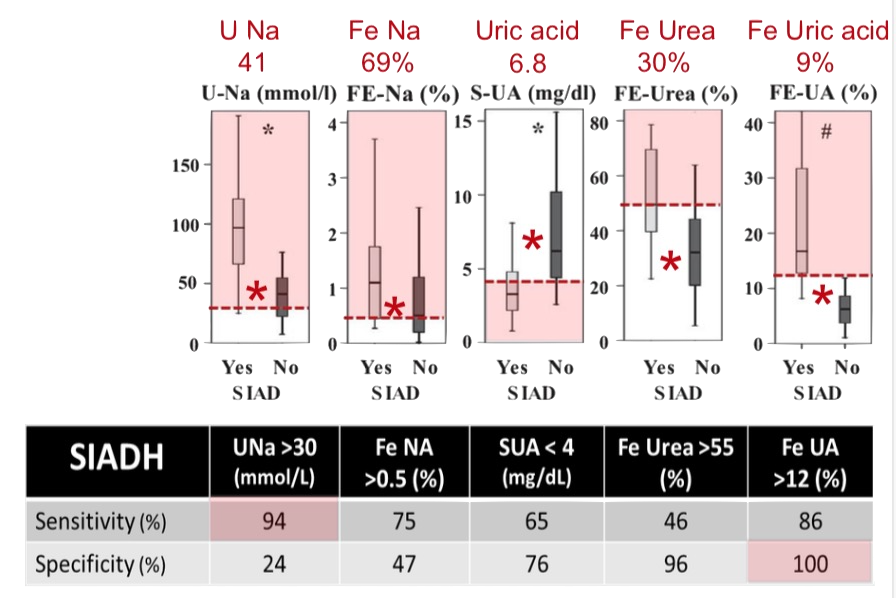 U Na Fe Na Uric acid Fe Urea Fe Uric acid
41 69% 6.8 30% 9%
U-Na (mmol/l) FE-Na (%) S-UA (mg/dl) FE-Urea (%) FE-UA (%)
* * #
150
100
50
0
4
3
2
1
0
15
10
5
0
80
60
40
20
0
40
30
20
10
0
* * * * *
Yes No Yes No Yes No Yes No Yes No
SIAD SIAD SIAD SIAD SIAD
SIADH
UNa >30
(mmol/L)
Fe NA
>0.5 (%)
SUA < 4
(mg/dL)
Fe Urea >55
(%)
Fe UA
>12 (%)
Sensitivity (%) 94 75 65 46 86
Specificity (%) 24 47 76 96 100